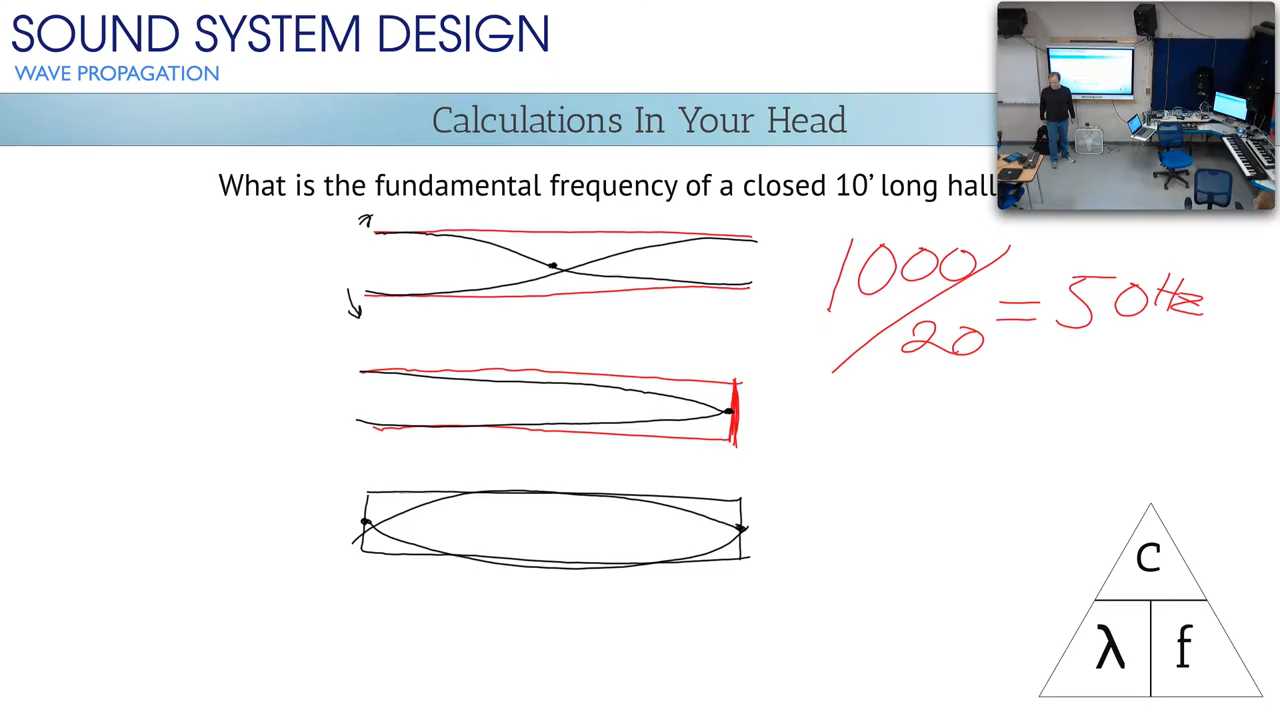 SOUND SYSTEM DESIGN
WAVE PROPAGATION
Calculations In Your Head
What is the fundamental frequency of a closed 10’ long hall
1000/20 = 50Hz
c
λ f